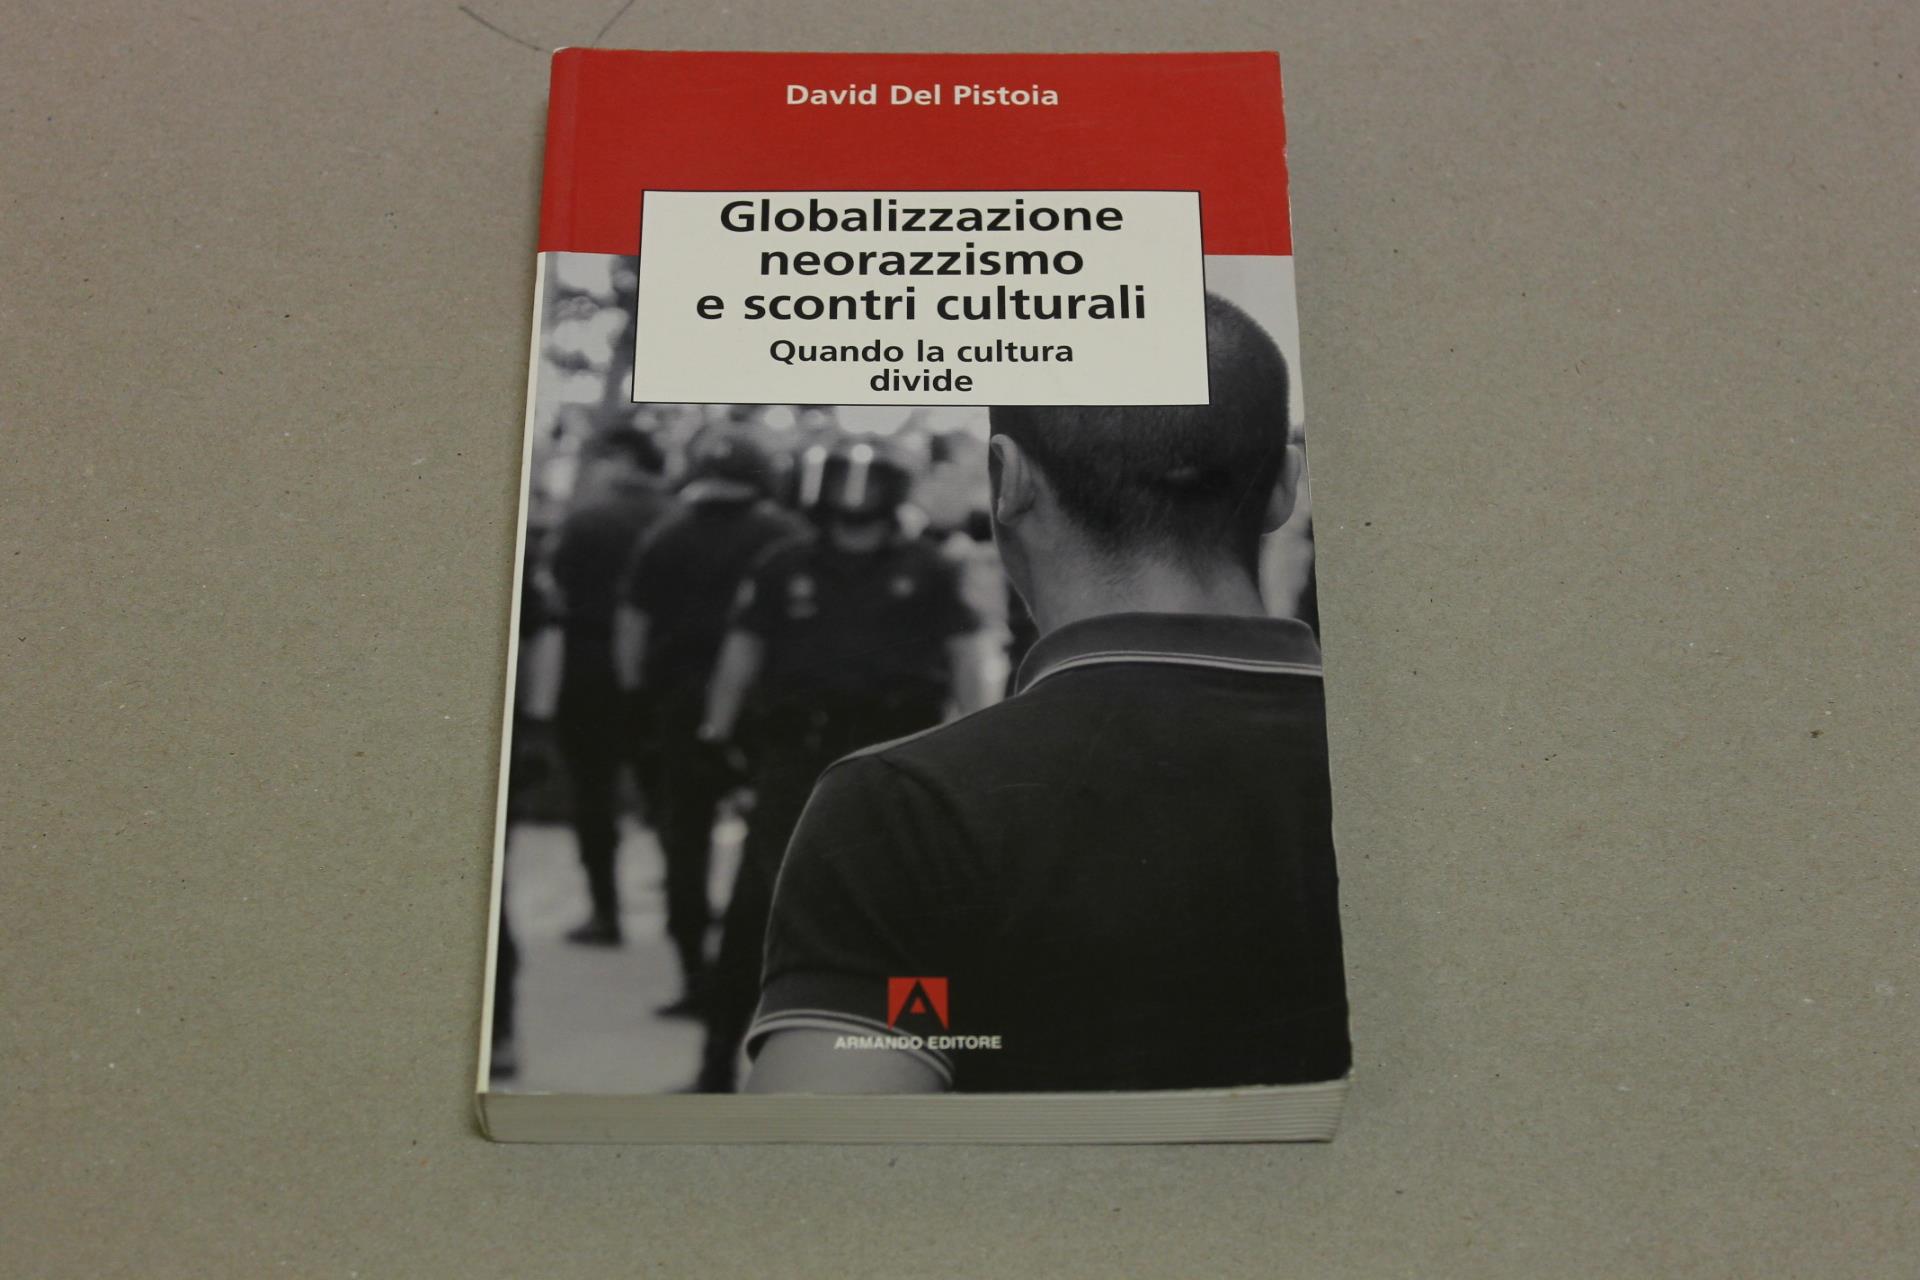 David Del Pistoia
Globalizzazione
neorazzismo
e scontri culturali
Quando la cultura
divide
ARMANDO EDITORE